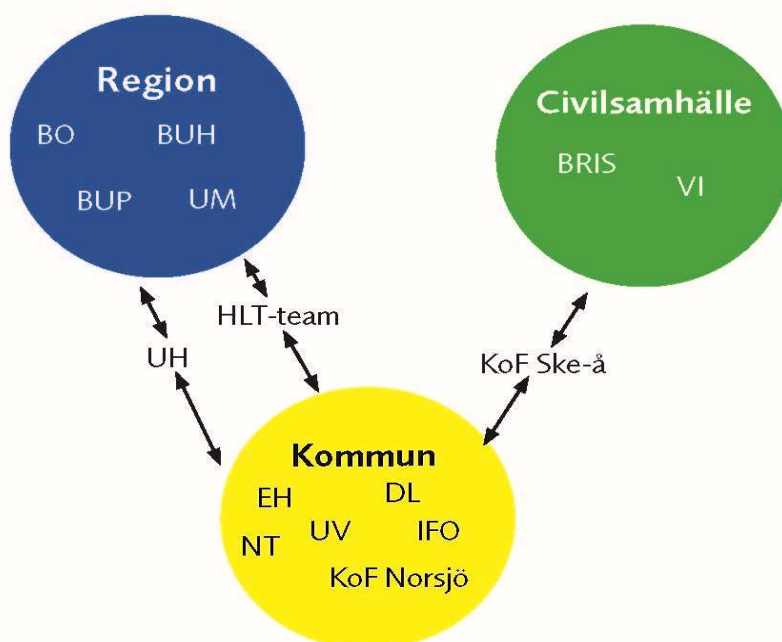 Region
BO BUH
BUP UM
Civilsamhälle
BRIS
VI
HLT-team
UH
KoF Ske-å
Kommun
EH DL
NT UV IFO
KoF Norsjö